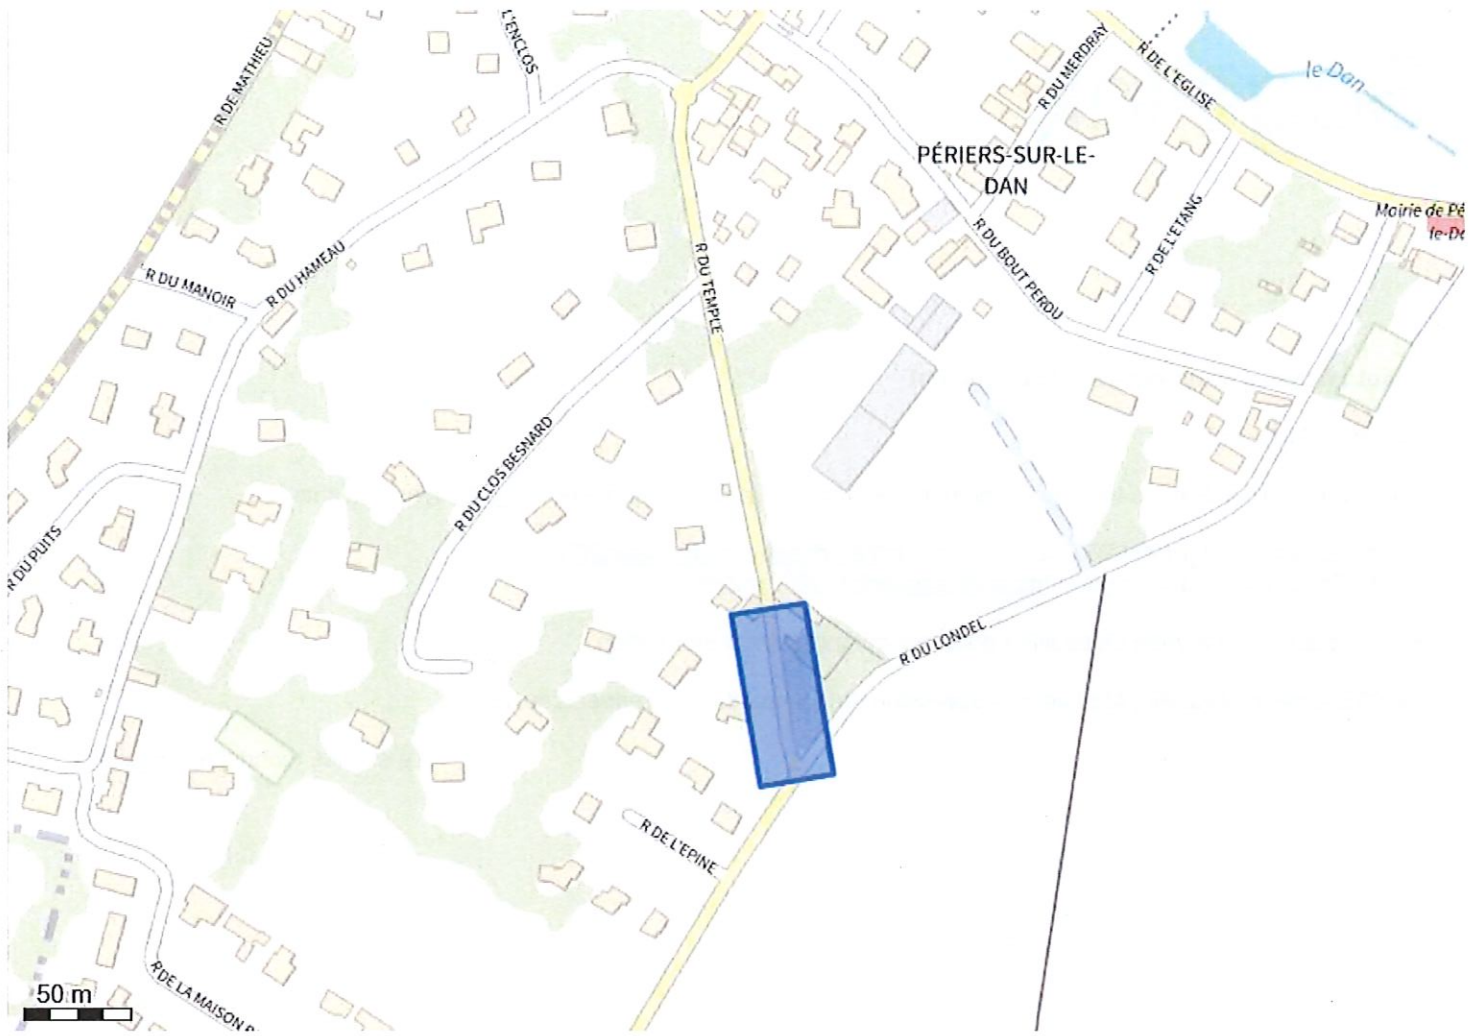 L'ENCLOS
R DE MATHIEU
R DU MERDRAY
R DE L'EGLISE
le Dan
PÉRIERS-SUR-LE-
DAN
Mairie de Pé
le-Da
R DU MANOIR
R DU HAMEAU
R DU TEMPLE
R DU BOUT PERDU
R DE L'ETANG
R DU CLOS BESNARD
R DU PUITS
R DU LONDEL
R DE L'EPINE
R DE LA MAISON
50 m